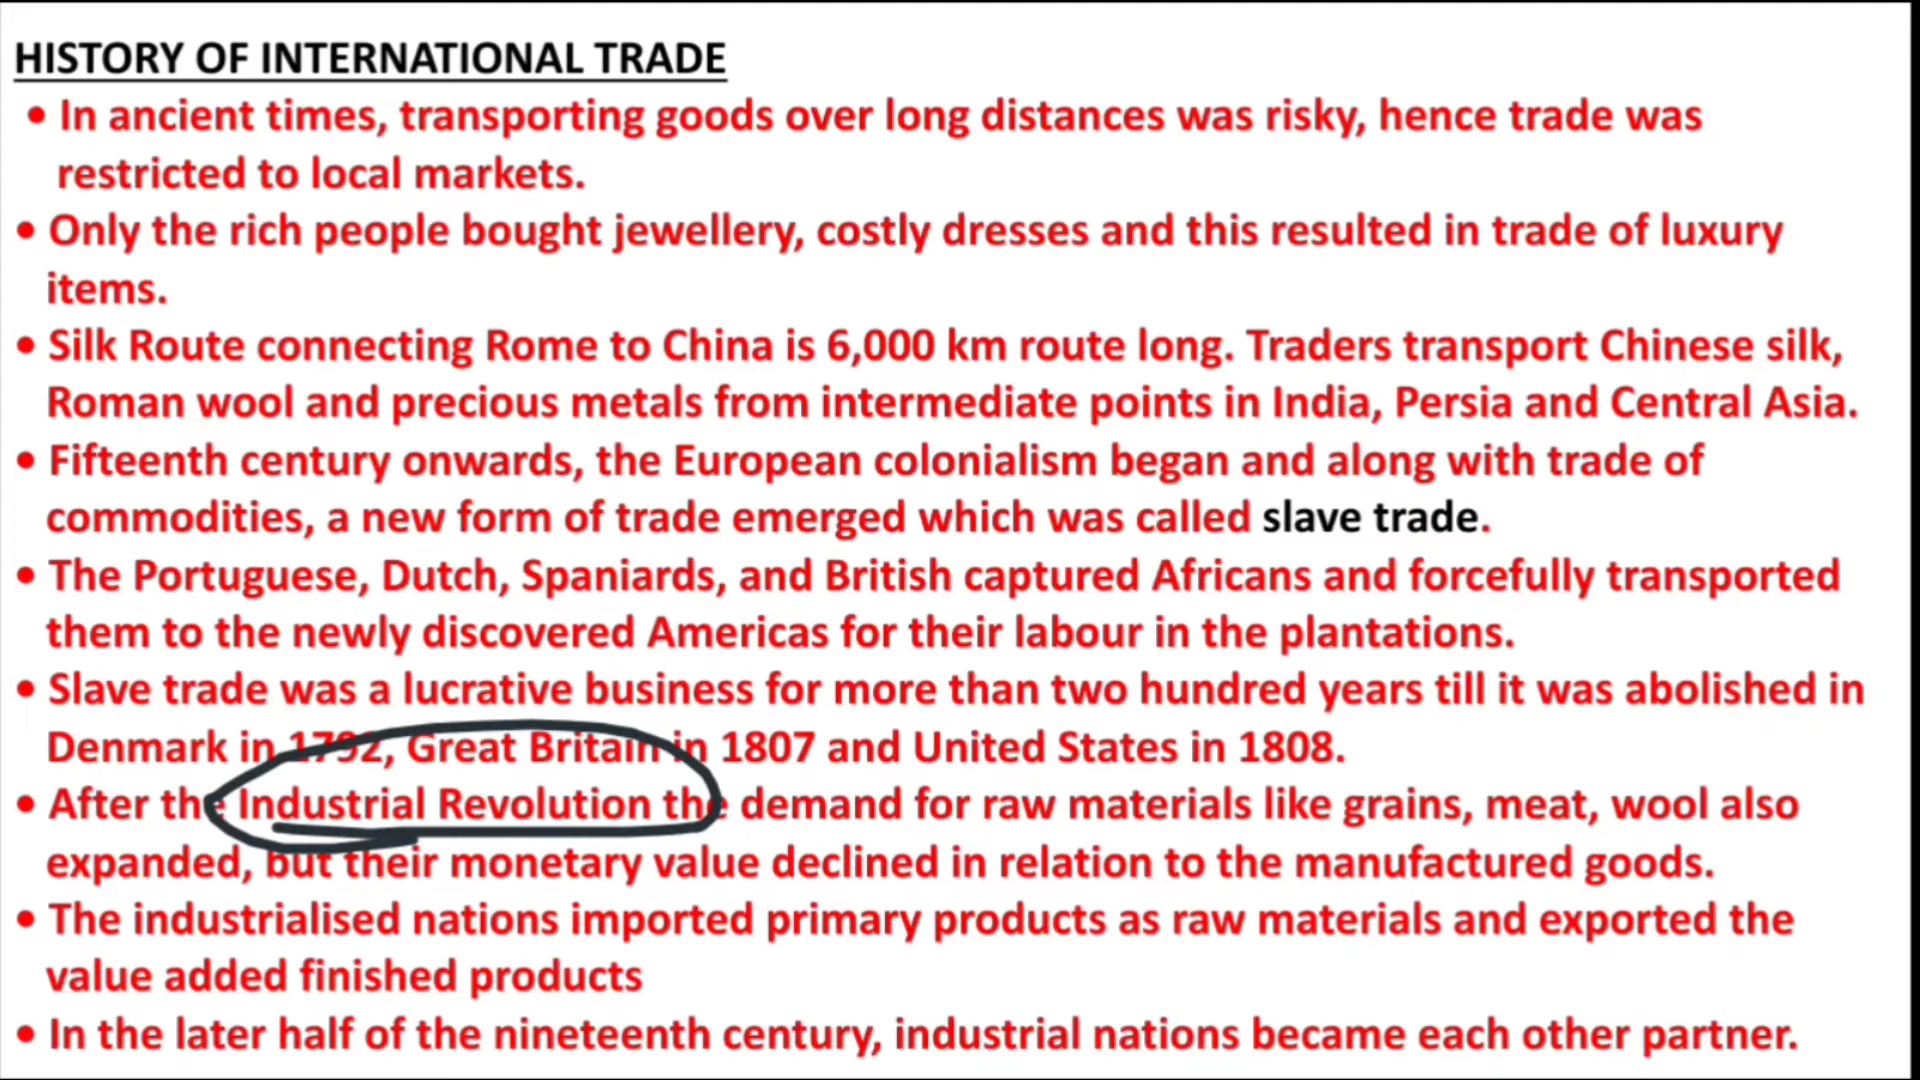 HISTORY OF INTERNATIONAL TRADE
• In ancient times, transporting goods over long distances was risky, hence trade was
restricted to local markets.
• Only the rich people bought jewellery, costly dresses and this resulted in trade of luxury
items.
• Silk Route connecting Rome to China is 6,000 km route long. Traders transport Chinese silk,
Roman wool and precious metals from intermediate points in India, Persia and Central Asia.
• Fifteenth century onwards, the European colonialism began and along with trade of
commodities, a new form of trade emerged which was called slave trade.
• The Portuguese, Dutch, Spaniards, and British captured Africans and forcefully transported
them to the newly discovered Americas for their labour in the plantations.
• Slave trade was a lucrative business for more than two hundred years till it was abolished in
Denmark in 1792, Great Britain in 1807 and United States in 1808.
• After the Industrial Revolution the demand for raw materials like grains, meat, wool also
expanded, but their monetary value declined in relation to the manufactured goods.
• The industrialised nations imported primary products as raw materials and exported the
value added finished products
• In the later half of the nineteenth century, industrial nations became each other partner.